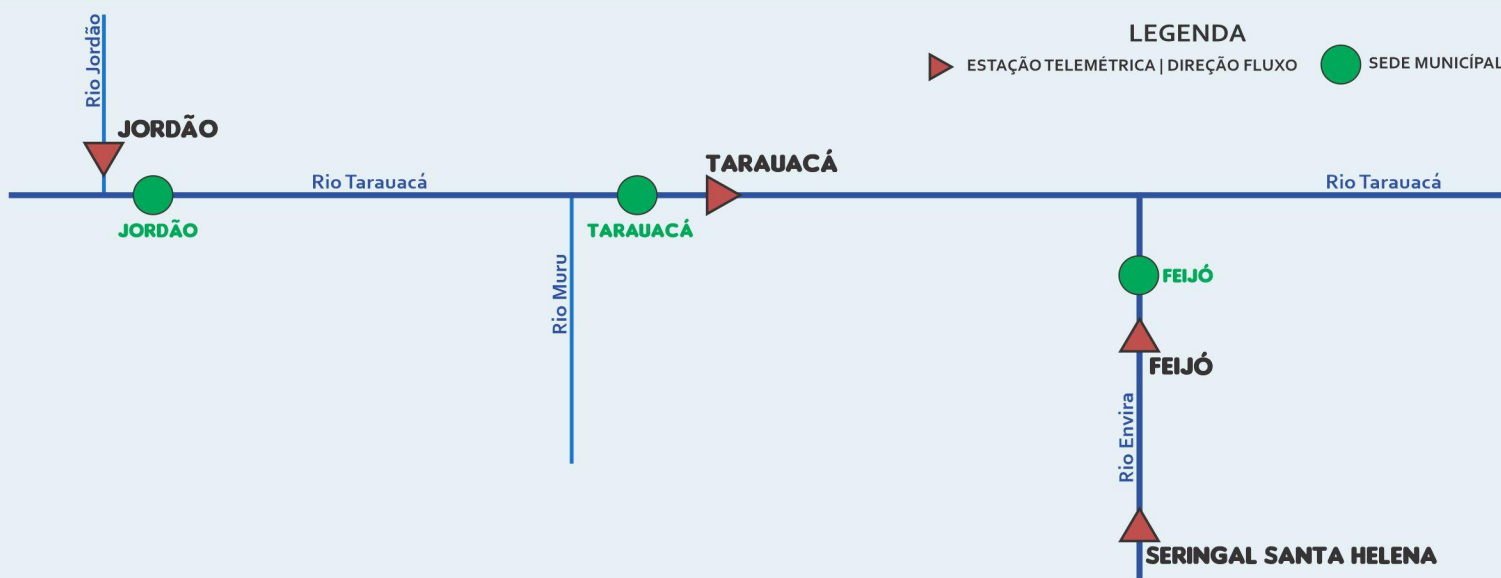 LEGENDA
ESTAÇÃO TELEMÉTRICA | DIREÇÃO FLUXO
SEDE MUNICÍPAL
Rio Jordão
JORDÃO
JORDÃO
Rio Tarauacá
TARAUACÁ
TARAUACÁ
Rio Tarauacá
Rio Muru
FEIJÓ
FEIJÓ
Rio Envira
SERINGAL SANTA HELENA